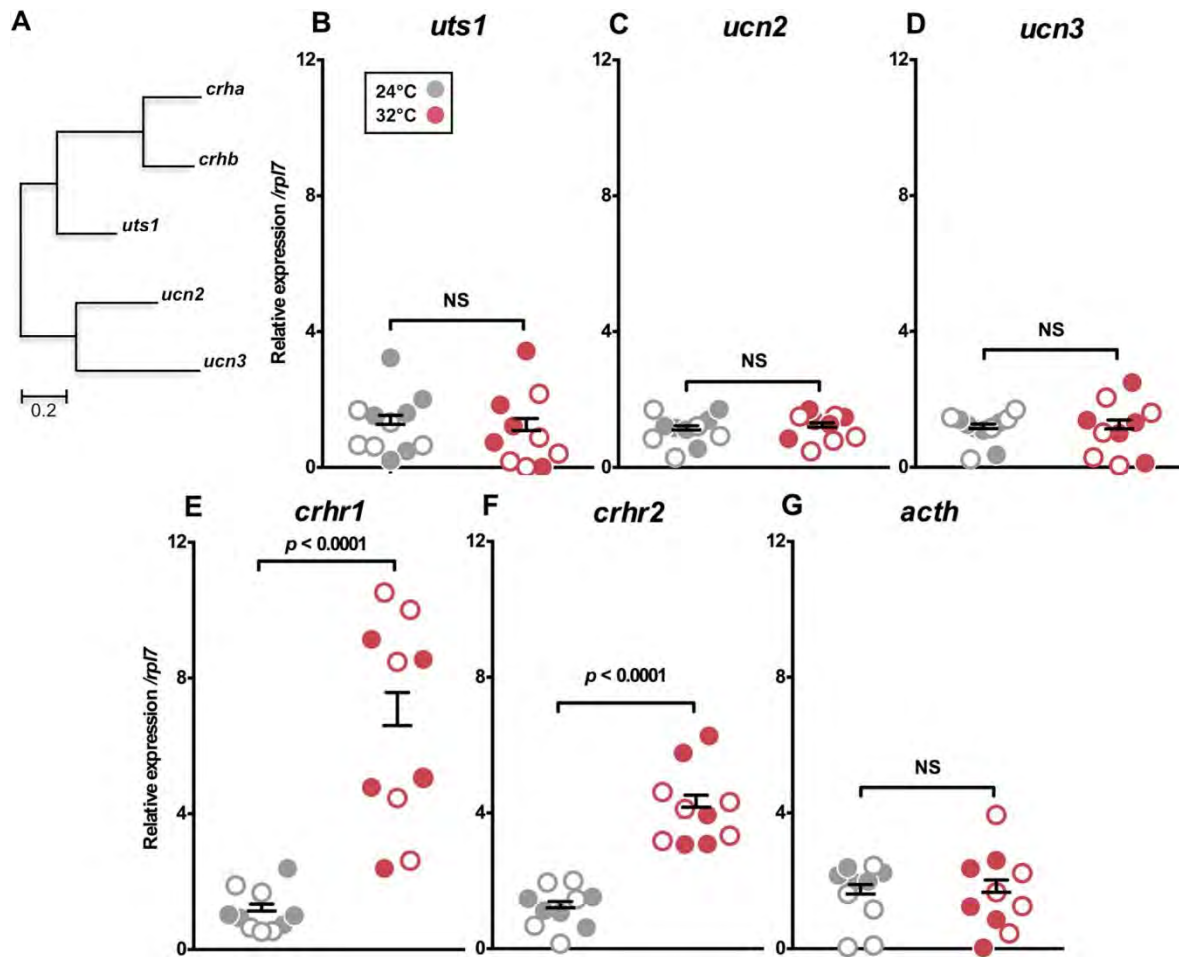 A
crha
crhb
uts1
ucn2
ucn3
0.2
B
uts1
24°C
32°C
Relative expression /rpl7
12
8
4
0
NS
C
ucn2
12
8
4
0
NS
D
ucn3
12
8
4
0
NS
E
crhr1
Relative expression /rpl7
12
8
4
0
p < 0.0001
F
crhr2
12
8
4
0
p < 0.0001
G
acth
12
8
4
0
NS